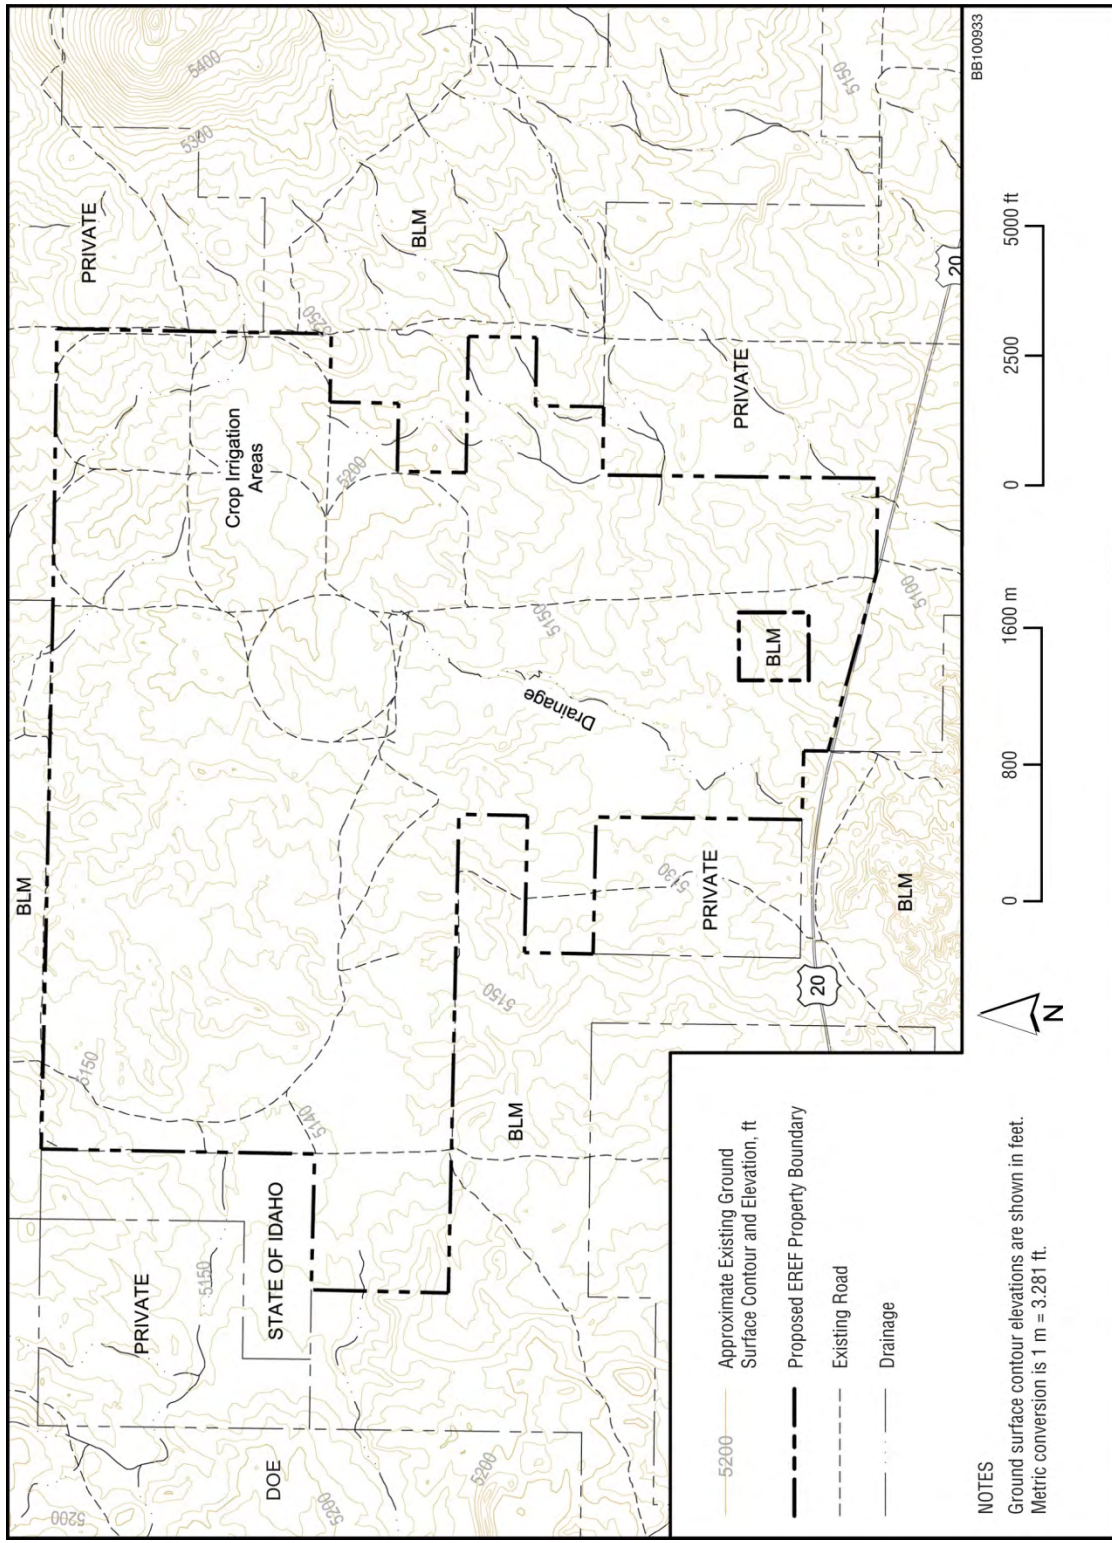 5400
5300
PRIVATE
BLM
5150
5250
Crop Irrigation
Areas
5200
PRIVATE
20
5150
BLM
5100
Drainage
BLM
PRIVATE
5130
BLM
20
5150
5150
5140
BLM
PRIVATE
5150
STATE OF IDAHO
DOE
5200
5200
5200
5200
Approximate Existing Ground
Surface Contour and Elevation, ft
Proposed EREF Property Boundary
Existing Road
Drainage
NOTES
Ground surface contour elevations are shown in feet.
Metric conversion is 1 m = 3.281 ft.
N
0
800
1600 m
0
2500
5000 ft
BB100933